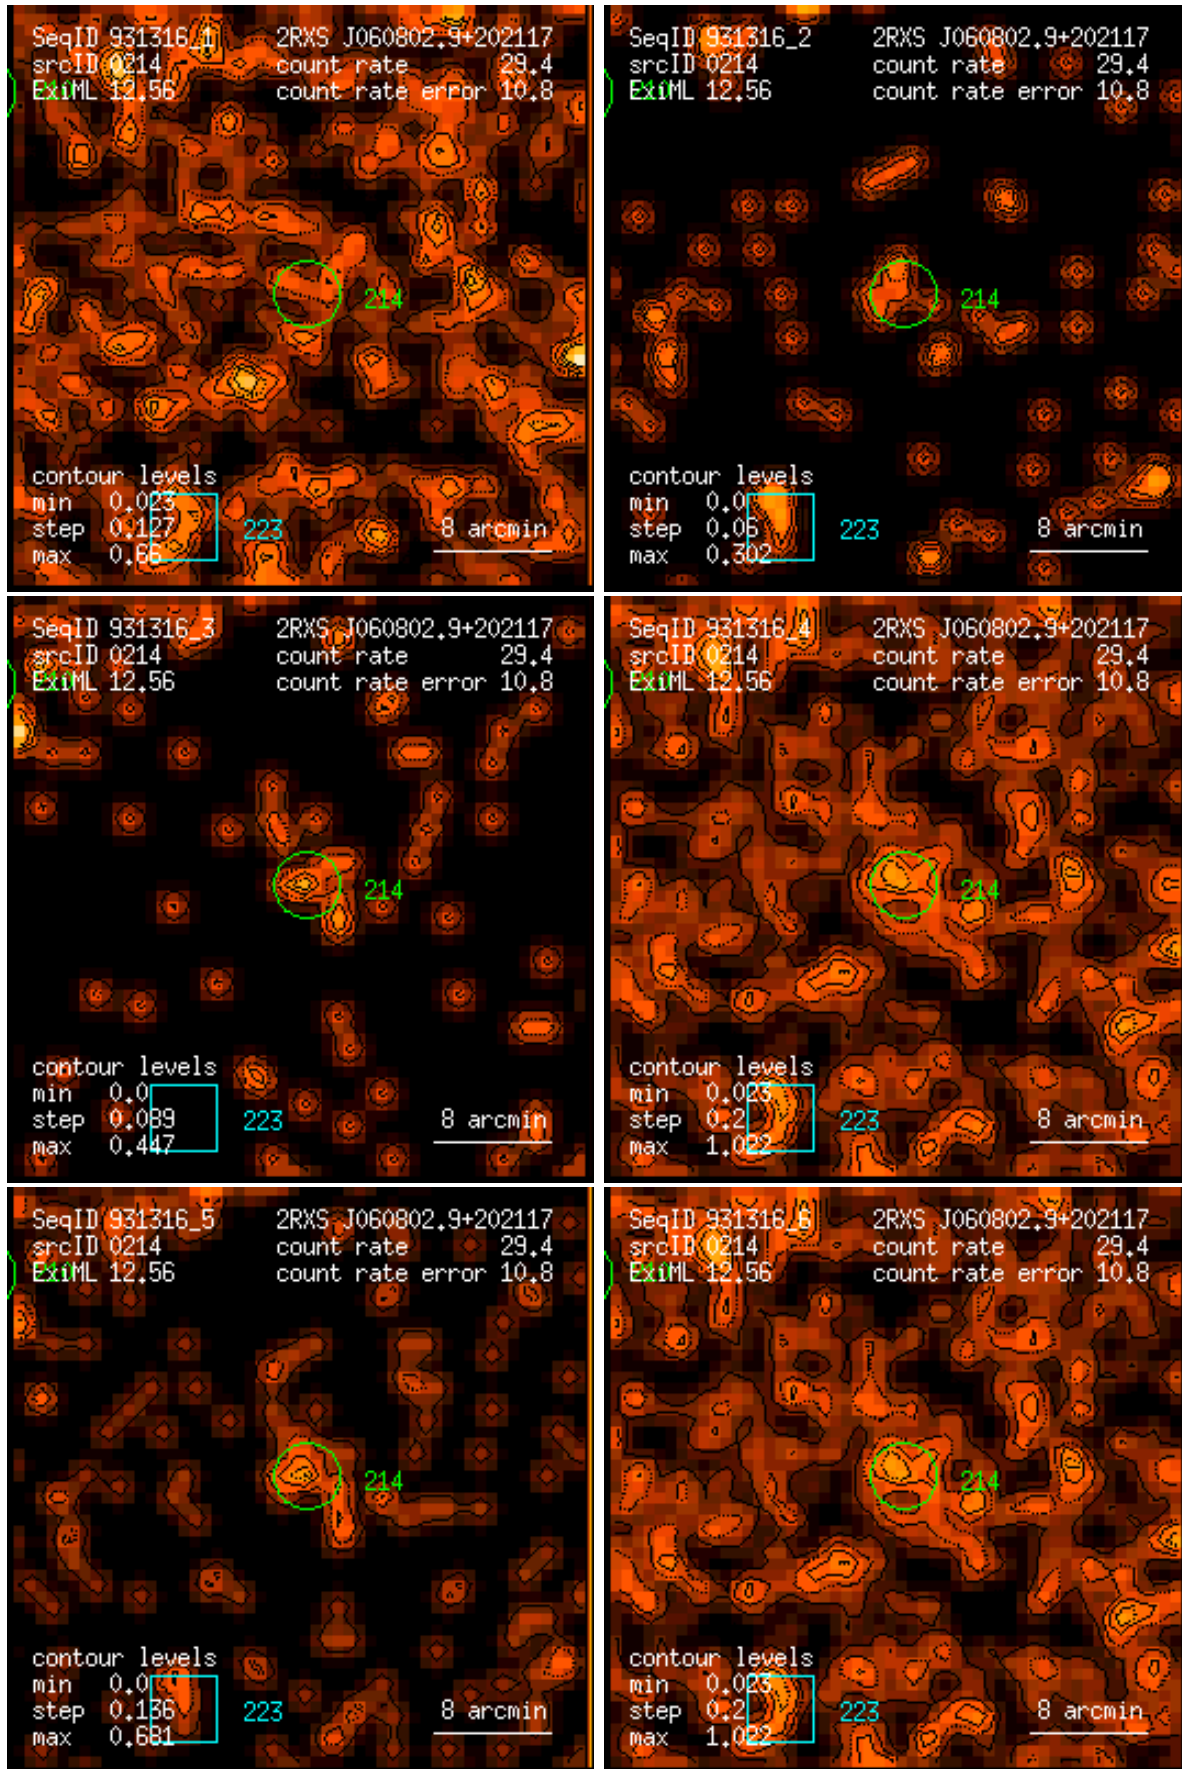 SeqID 931316_1 2RXS J060802.9+202117
srcID 0214 count rate 29.4
ExiML 12.56 count rate error 10.8
214
contour levels
min 0.023
step 0.127 223 8 arcmin
max 0.66
SeqID 931316_2 2RXS J060802.9+202117
srcID 0214 count rate 29.4
ExiML 12.56 count rate error 10.8
214
contour levels
min 0.0
step 0.06 223 8 arcmin
max 0.302
SeqID 931316_3 2RXS J060802.9+202117
srcID 0214 count rate 29.4
ExiML 12.56 count rate error 10.8
214
contour levels
min 0.0
step 0.089 223 8 arcmin
max 0.447
SeqID 931316_4 2RXS J060802.9+202117
srcID 0214 count rate 29.4
ExiML 12.56 count rate error 10.8
214
contour levels
min 0.023
step 0.2 223 8 arcmin
max 1.022
SeqID 931316_5 2RXS J060802.9+202117
srcID 0214 count rate 29.4
ExiML 12.56 count rate error 10.8
214
contour levels
min 0.0
step 0.136 223 8 arcmin
max 0.681
SeqID 931316_6 2RXS J060802.9+202117
srcID 0214 count rate 29.4
ExiML 12.56 count rate error 10.8
214
contour levels
min 0.023
step 0.2 223 8 arcmin
max 1.022